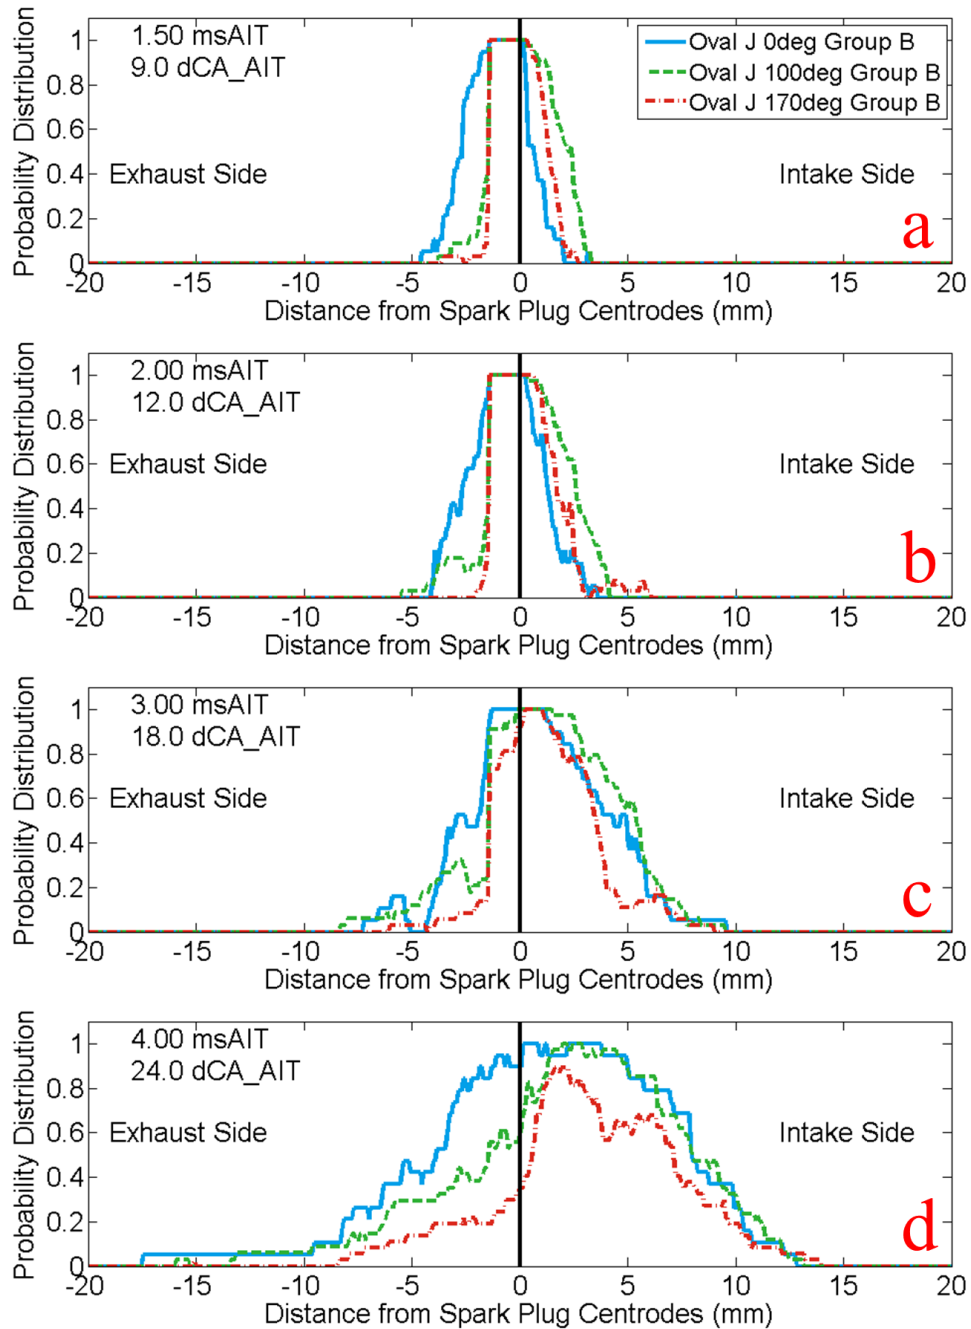 1.50 msAIT
9.0 dCA_AIT
Oval J 0deg Group B
Oval J 100deg Group B
Oval J 170deg Group B
Exhaust Side
Intake Side
a
Probability Distribution
1
0.8
0.6
0.4
0.2
0
-20 -15 -10 -5 0 5 10 15 20
Distance from Spark Plug Centrodes (mm)
2.00 msAIT
12.0 dCA_AIT
Exhaust Side
Intake Side
b
Probability Distribution
1
0.8
0.6
0.4
0.2
0
-20 -15 -10 -5 0 5 10 15 20
Distance from Spark Plug Centrodes (mm)
3.00 msAIT
18.0 dCA_AIT
Exhaust Side
Intake Side
c
Probability Distribution
1
0.8
0.6
0.4
0.2
0
-20 -15 -10 -5 0 5 10 15 20
Distance from Spark Plug Centrodes (mm)
4.00 msAIT
24.0 dCA_AIT
Exhaust Side
Intake Side
d
Probability Distribution
1
0.8
0.6
0.4
0.2
0
-20 -15 -10 -5 0 5 10 15 20
Distance from Spark Plug Centrodes (mm)